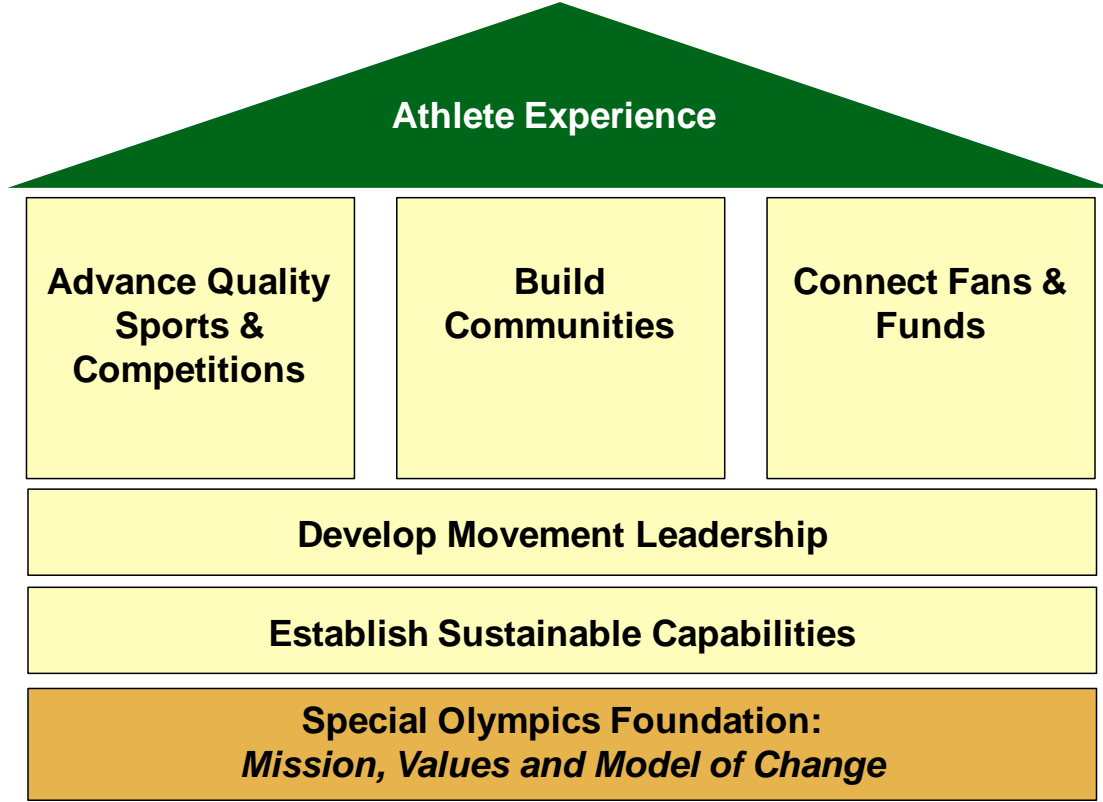 Athlete Experience
Advance Quality
Sports &
Competitions
Build
Communities
Connect Fans &
Funds
Develop Movement Leadership
Establish Sustainable Capabilities
Special Olympics Foundation:
Mission, Values and Model of Change